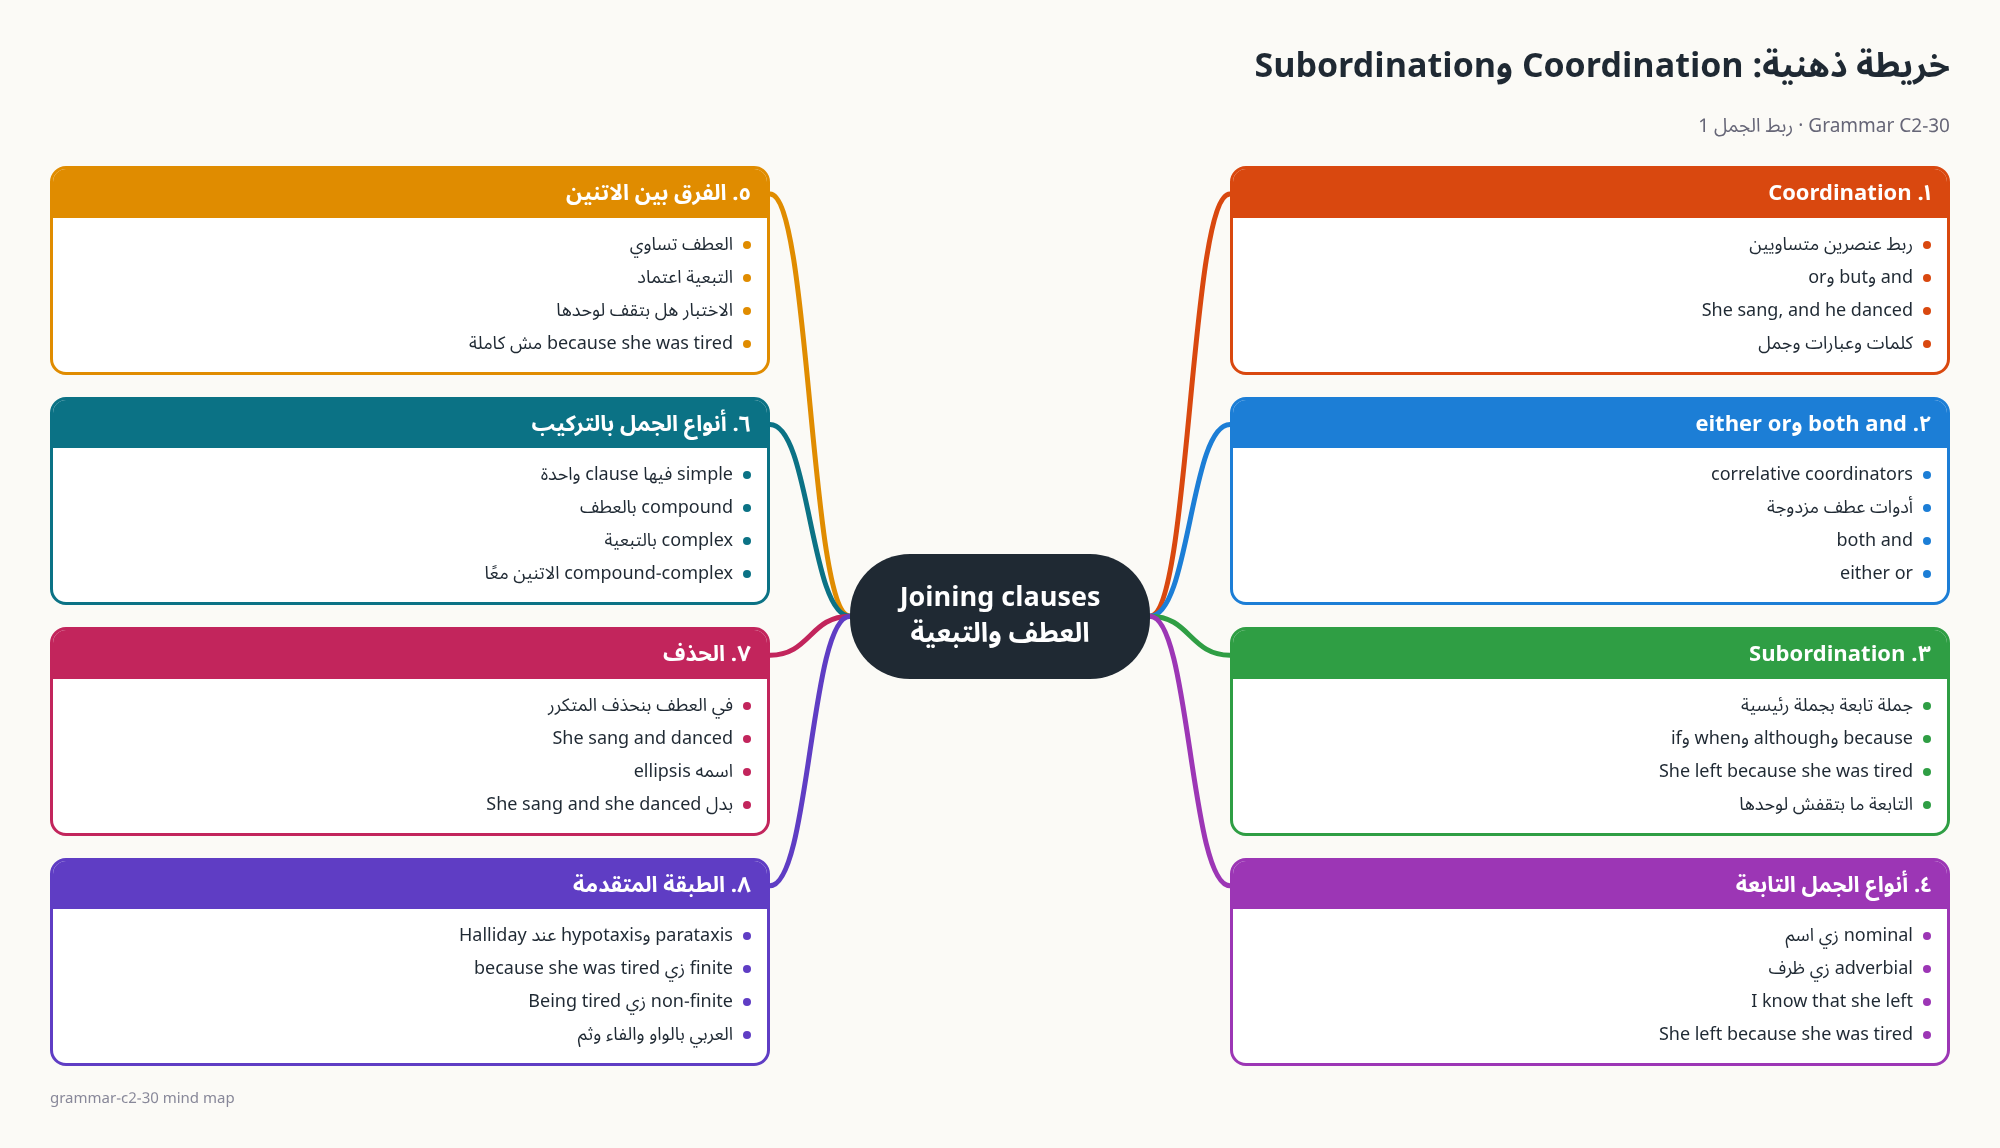 خريطة ذهنية: Coordination وSubordination
Grammar C2-30 · ربط الجمل 1
١. Coordination
ربط عنصرين متساويين
and وbut وor
She sang, and he danced
كلمات وعبارات وجمل
٢. both and وeither or
correlative coordinators
أدوات عطف مزدوجة
both and
either or
٣. Subordination
جملة تابعة بجملة رئيسية
because وalthough وwhen وif
She left because she was tired
التابعة ما بتقفش لوحدها
٤. أنواع الجمل التابعة
nominal زي اسم
adverbial زي ظرف
I know that she left
She left because she was tired
Joining clauses
العطف والتبعية
٥. الفرق بين الاتنين
العطف تساوي
التبعية اعتماد
الاختبار هل بتقف لوحدها
because she was tired مش كاملة
٦. أنواع الجمل بالتركيب
simple فيها clause واحدة
compound بالعطف
complex بالتبعية
compound-complex الاتنين معًا
٧. الحذف
في العطف بنحذف المتكرر
She sang and danced
اسمه ellipsis
بدل She sang and she danced
٨. الطبقة المتقدمة
parataxis وhypotaxis عند Halliday
finite زي because she was tired
non-finite زي Being tired
العربي بالواو والفاء وثم
grammar-c2-30 mind map